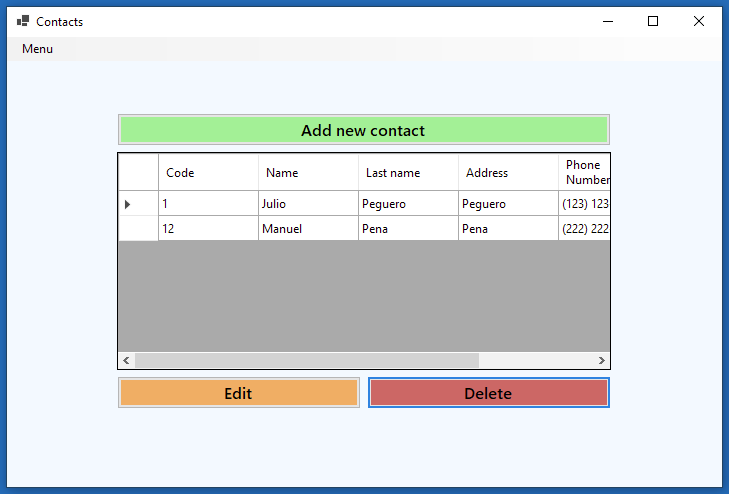 Contacts
Menu
Add new contact
Code Name Last name Address Phone
Number
1 Julio Peguero Peguero (123) 123
12 Manuel Pena Pena (222) 222
Edit Delete